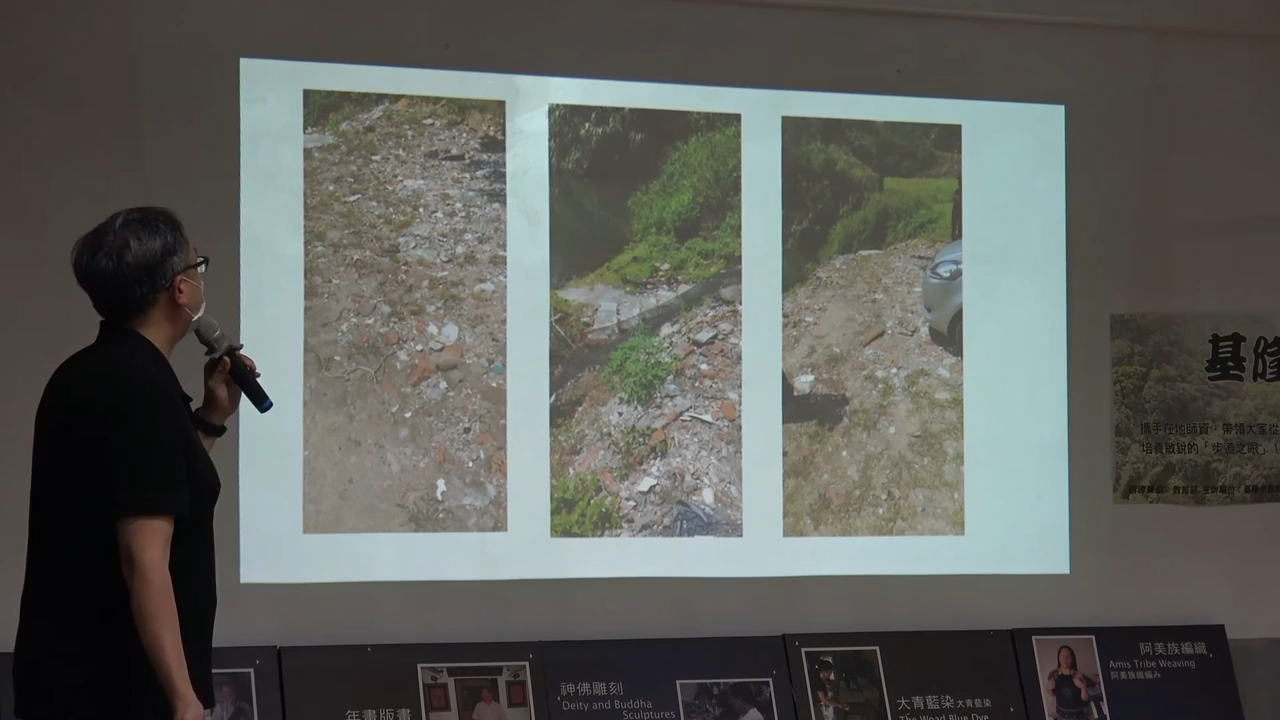 基隆
攜手在地師資，帶領大家從
培養敏銳的「步道之眼」
年畫版畫
神佛雕刻
Deity and Buddha
Sculptures
大青藍染 大青藍染
The Woad Blue Dye
阿美族編織
Amis Tribe Weaving
阿美族織編み